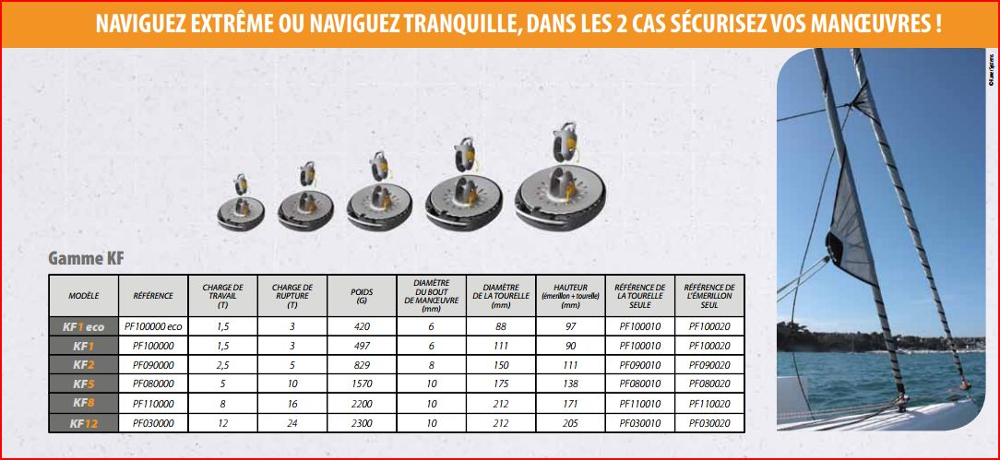 NAVIGUEZ EXTRÊME OU NAVIGUEZ TRANQUILLE, DANS LES 2 CAS SÉCURISEZ VOS MANŒUVRES !
© Karver Systems
Gamme KF
MODÈLE RÉFÉRENCE CHARGE DE TRAVAIL (T) CHARGE DE RUPTURE (T) POIDS (G) DIAMÈTRE DU BOUT DE MANŒUVRE (mm) DIAMÈTRE DE LA TOURELLE (mm) HAUTEUR (émerillon + tourelle) (mm) RÉFÉRENCE DE LA TOURELLE SEULE RÉFÉRENCE DE L'ÉMERILLON SEUL
KF1 eco PF100000 eco 1,5 3 420 6 88 97 PF100010 PF100020
KF1 PF100000 1,5 3 497 6 111 90 PF100010 PF100020
KF2 PF090000 2,5 5 829 8 150 111 PF090010 PF090020
KF5 PF080000 5 10 1570 10 175 138 PF080010 PF080020
KF8 PF110000 8 16 2200 10 212 171 PF110010 PF110020
KF12 PF030000 12 24 2300 10 212 205 PF030010 PF030020